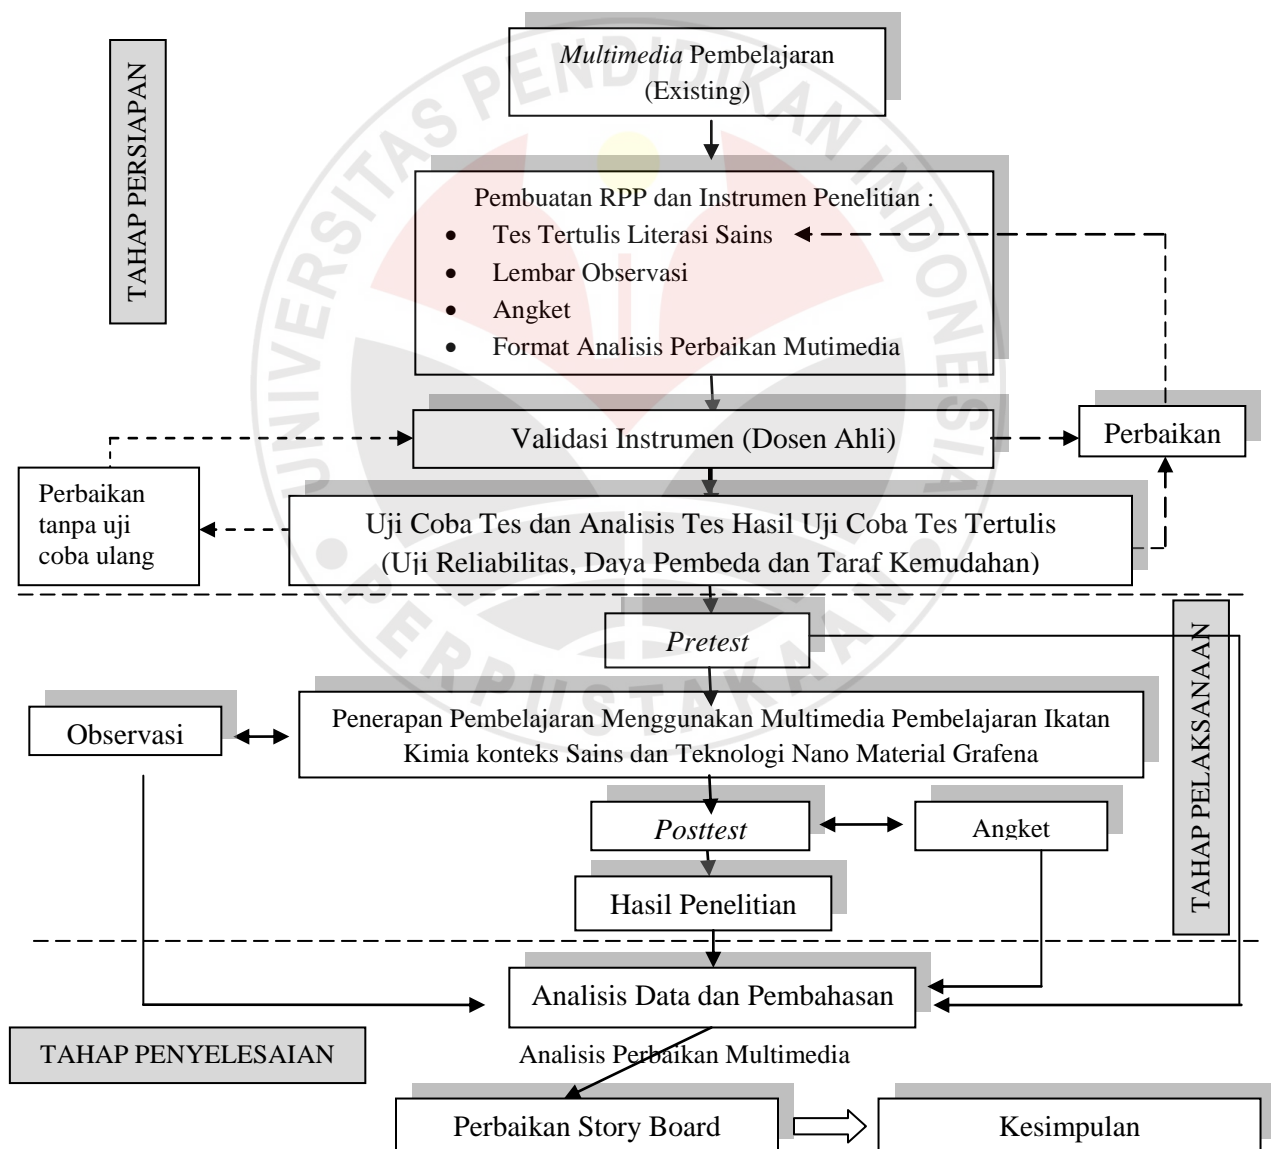 Multimedia Pembelajaran
(Existing)
TAHAP PERSIAPAN
Pembuatan RPP dan Instrumen Penelitian :
• Tes Tertulis Literasi Sains
• Lembar Observasi
• Angket
• Format Analisis Perbaikan Mutimedia
Validasi Instrumen (Dosen Ahli)
Perbaikan
Perbaikan
tanpa uji
coba ulang
Uji Coba Tes dan Analisis Tes Hasil Uji Coba Tes Tertulis
(Uji Reliabilitas, Daya Pembeda dan Taraf Kemudahan)
Pretest
TAHAP PELAKSANAAN
Observasi
Penerapan Pembelajaran Menggunakan Multimedia Pembelajaran Ikatan
Kimia konteks Sains dan Teknologi Nano Material Grafena
Posttest
Angket
Hasil Penelitian
Analisis Data dan Pembahasan
TAHAP PENYELESAIAN
Analisis Perbaikan Multimedia
Perbaikan Story Board
Kesimpulan
UNIVERSITAS PENDIDIKAN INDONESIA
PERPUSTAKAAN